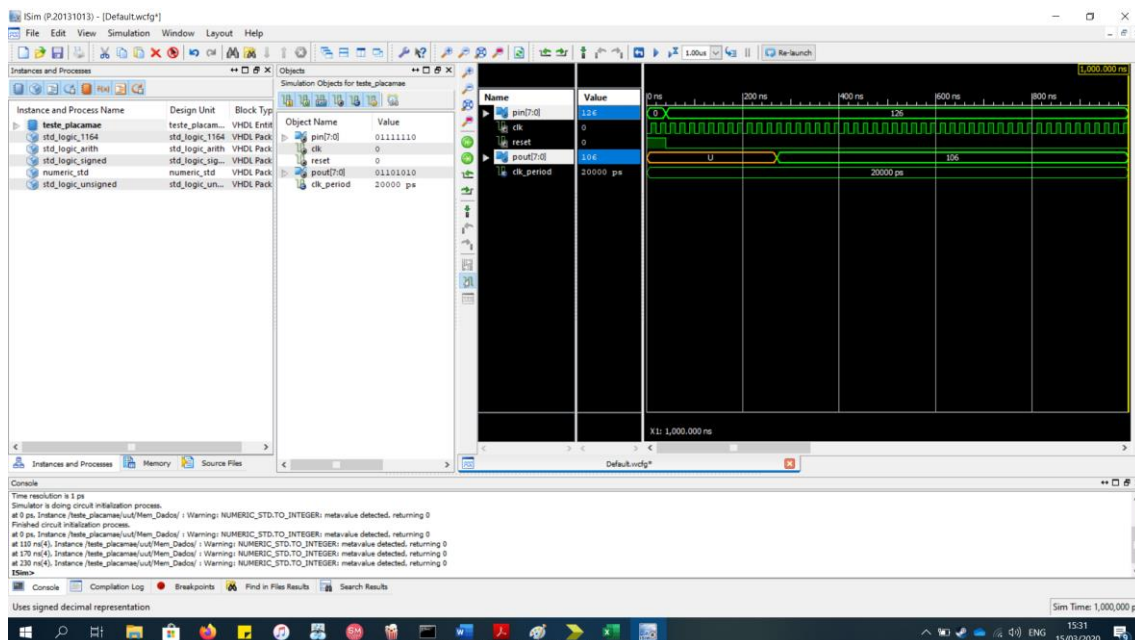 ISim (P.20131013) - [Default.wcfg*]
File Edit View Simulation Window Layout Help
1.00us Re-launch
Instances and Processes
Instance and Process Name Design Unit Block Typ
teste_placamae teste_placam... VHDL Entit
std_logic_1164 std_logic_1164 VHDL Pack
std_logic_arith std_logic_arith VHDL Pack
std_logic_signed std_logic_sig... VHDL Pack
numeric_std numeric_std VHDL Pack
std_logic_unsigned std_logic_un... VHDL Pack
Instances and Processes Memory Source Files
Objects
Simulation Objects for teste_placamae
Object Name Value
pin[7:0] 01111110
clk 0
reset 0
pout[7:0] 01101010
clk_period 20000 ps
1,000.000 ns
Name Value 0 ns 200 ns 400 ns 600 ns 800 ns
pin[7:0] 126 0 126
clk 0
reset 0
pout[7:0] 106 U 106
clk_period 20000 ps 20000 ps
X1: 1,000.000 ns
Default.wcfg*
Console
Time resolution is 1 ps
Simulator is doing circuit initialization process.
at 0 ps, Instance /teste_placamae/uut/Mem_Dados/ : Warning: NUMERIC_STD.TO_INTEGER: metavalue detected, returning 0
Finished circuit initialization process.
at 0 ps, Instance /teste_placamae/uut/Mem_Dados/ : Warning: NUMERIC_STD.TO_INTEGER: metavalue detected, returning 0
at 110 ns(4), Instance /teste_placamae/uut/Mem_Dados/ : Warning: NUMERIC_STD.TO_INTEGER: metavalue detected, returning 0
at 170 ns(4), Instance /teste_placamae/uut/Mem_Dados/ : Warning: NUMERIC_STD.TO_INTEGER: metavalue detected, returning 0
at 230 ns(4), Instance /teste_placamae/uut/Mem_Dados/ : Warning: NUMERIC_STD.TO_INTEGER: metavalue detected, returning 0
ISim>
Console Compilation Log Breakpoints Find in Files Results Search Results
Uses signed decimal representation Sim Time: 1,000,000 p
ENG 15:31
15/03/2020